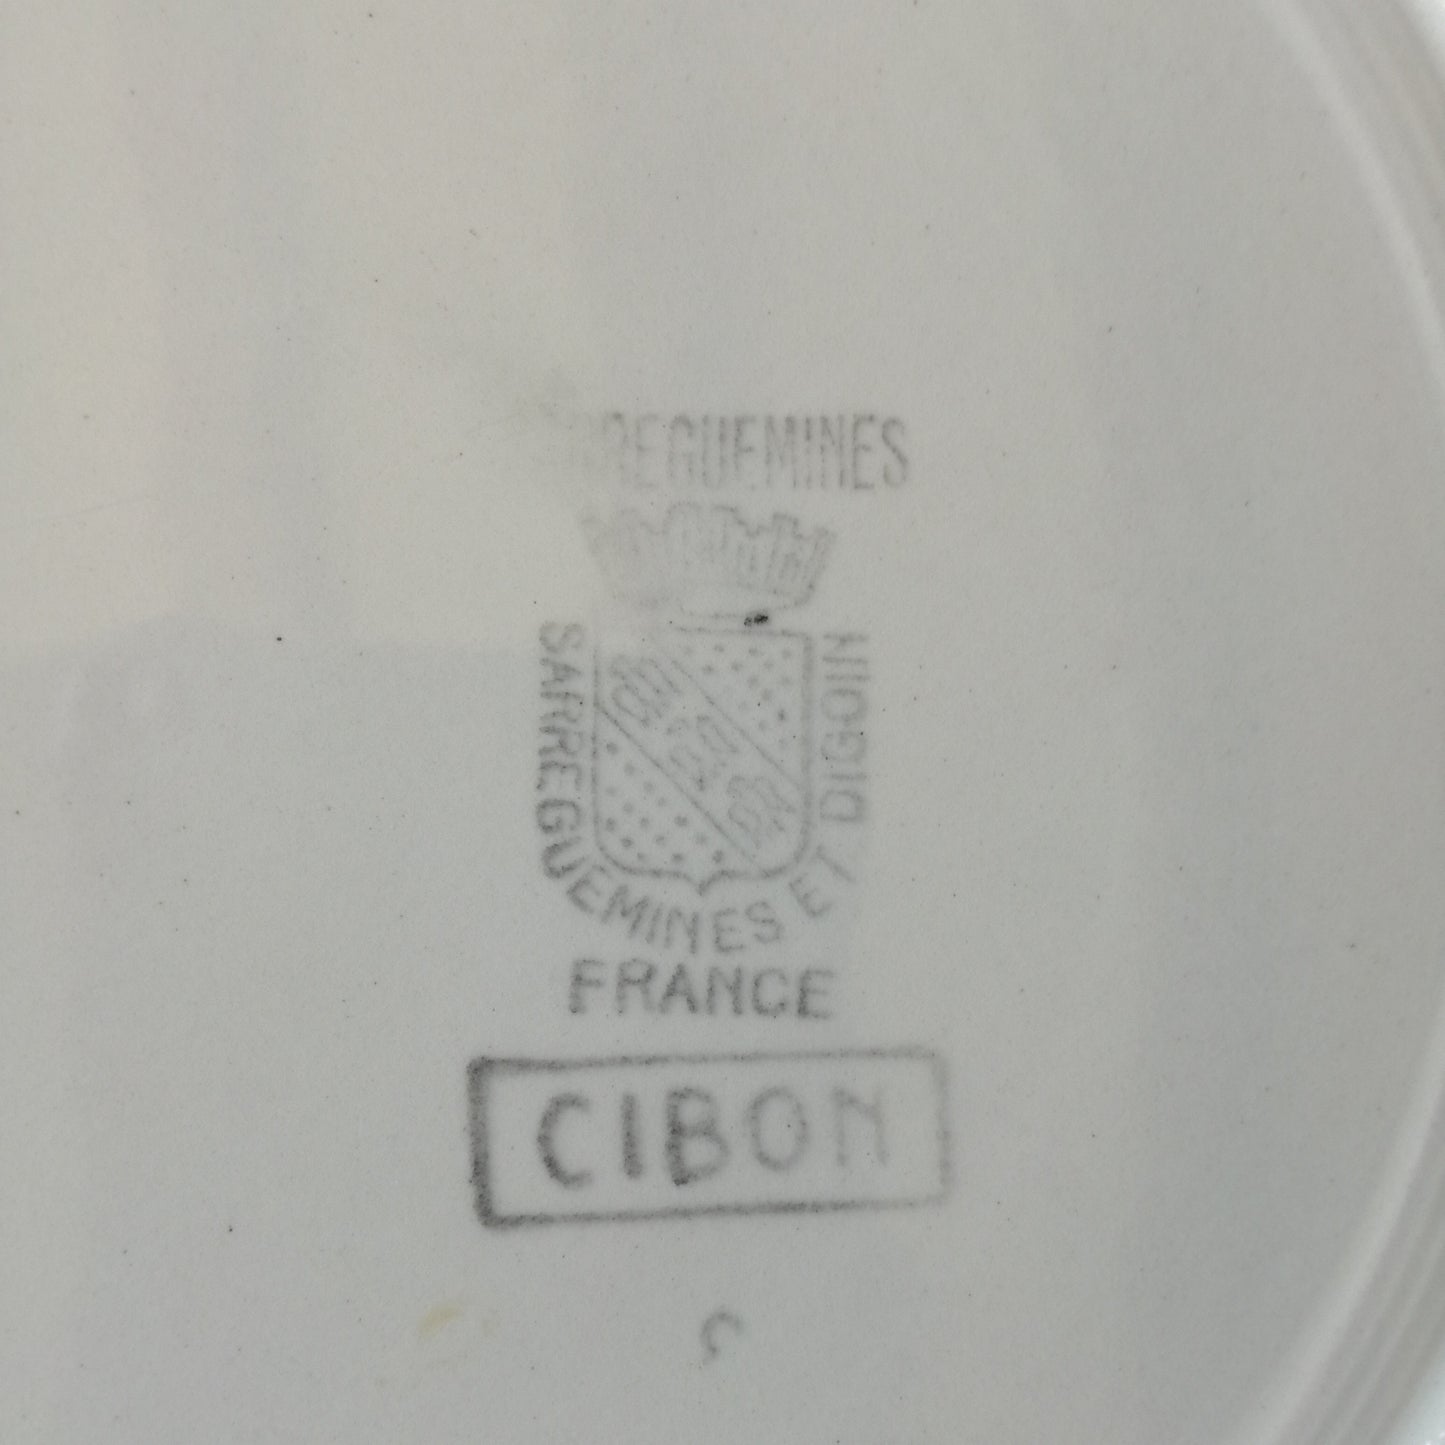 REGUEMINES
SARREGUEMINES ET DIGOIN
FRANCE
CIBON
C